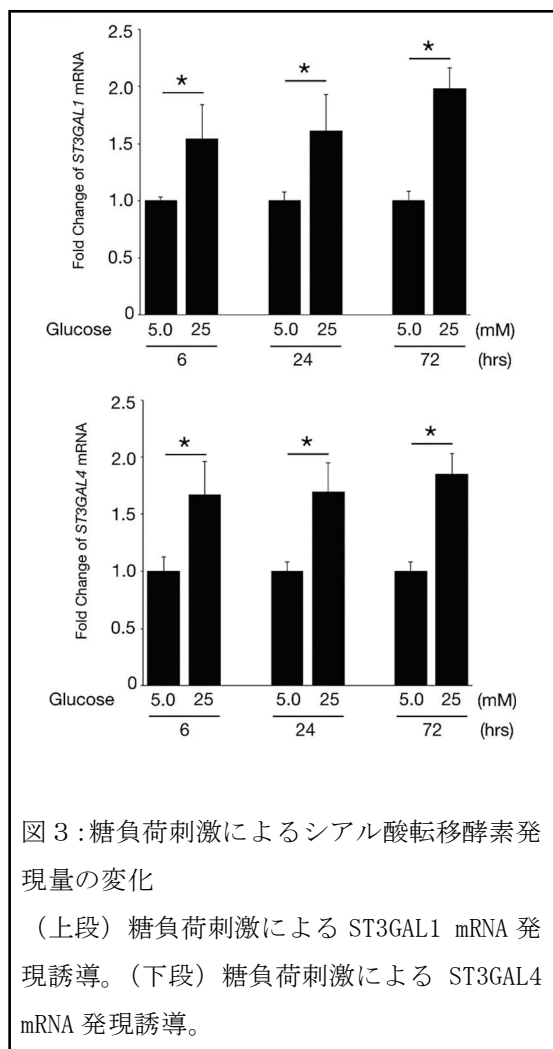 Fold Change of ST3GAL1 mRNA
2.5
2.0
1.5
1.0
0.5
0
*
*
*
Glucose 5.0 25 5.0 25 5.0 25 (mM)
6 24 72 (hrs)
Fold Change of ST3GAL4 mRNA
2.5
2.0
1.5
1.0
0.5
0
*
*
*
Glucose 5.0 25 5.0 25 5.0 25 (mM)
6 24 72 (hrs)
図３:糖負荷刺激によるシアル酸転移酵素発
現量の変化
（上段）糖負荷刺激による ST3GAL1 mRNA 発
現誘導。（下段）糖負荷刺激による ST3GAL4
mRNA 発現誘導。